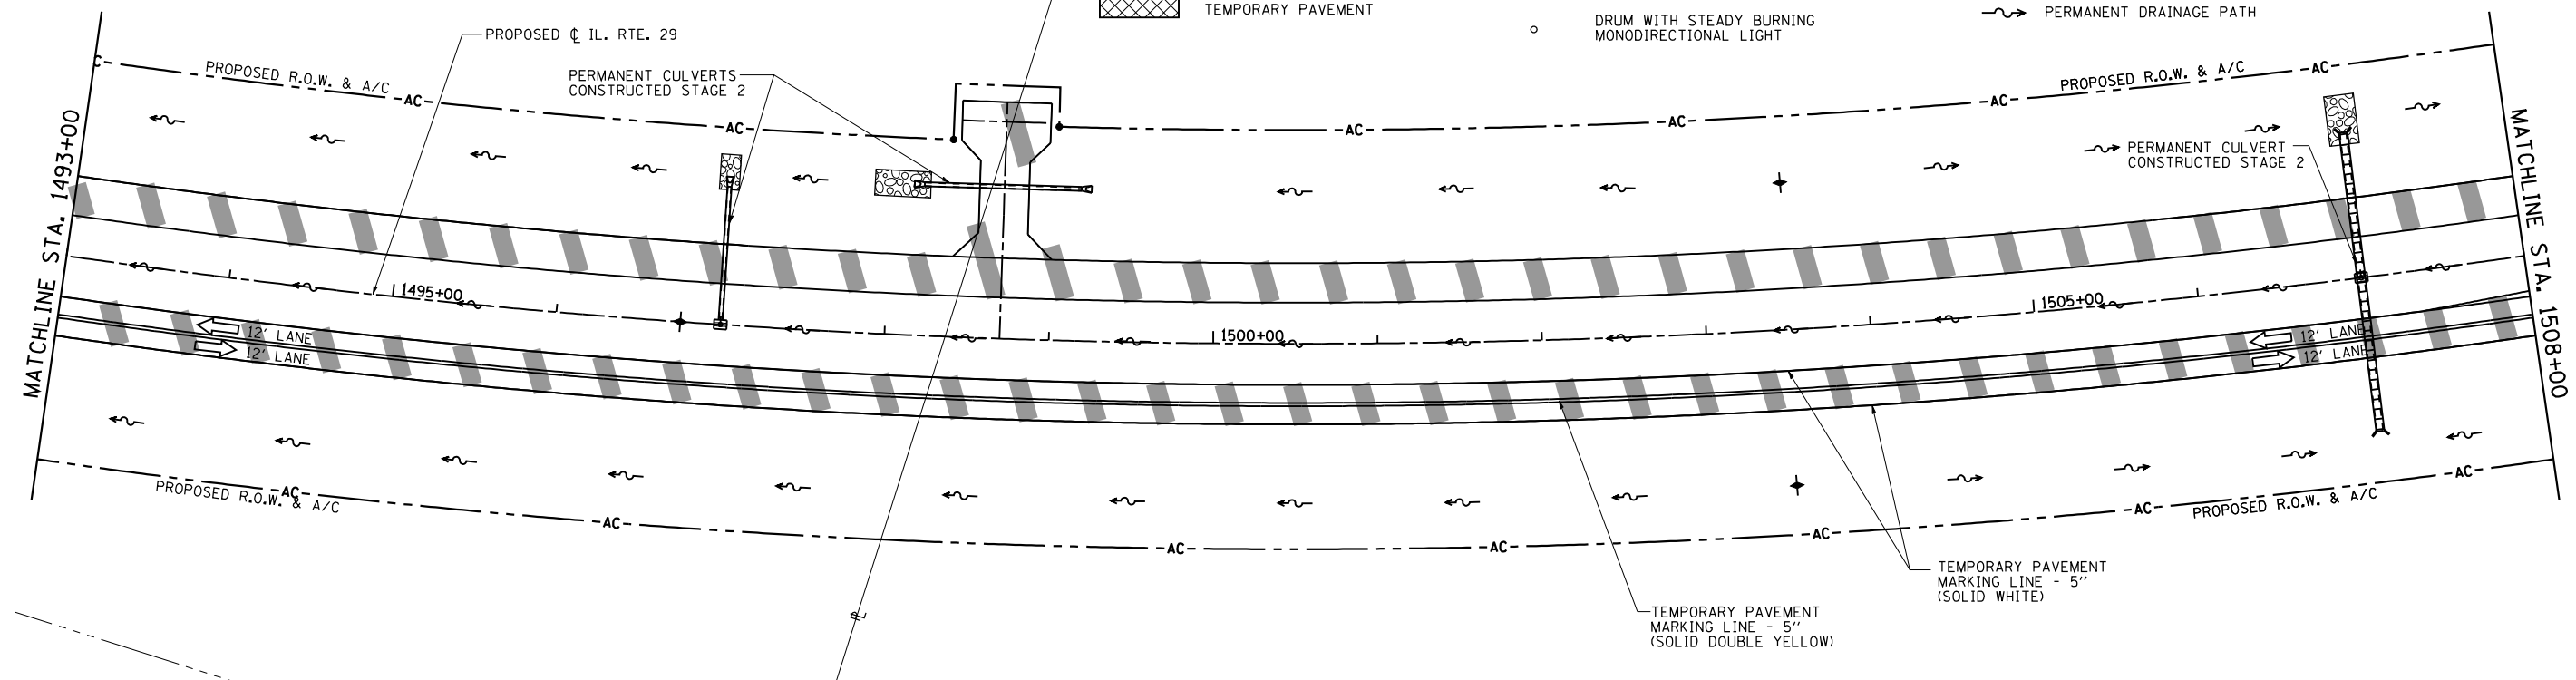 TEMPORARY PAVEMENT
DRUM WITH STEADY BURNING
MONODIRECTIONAL LIGHT
PERMANENT DRAINAGE PATH
PROPOSED ℄ IL. RTE. 29
PROPOSED R.O.W. & A/C
AC
AC
PERMANENT CULVERTS
CONSTRUCTED STAGE 2
AC
AC
AC
PROPOSED R.O.W. & A/C
AC
PERMANENT CULVERT
CONSTRUCTED STAGE 2
MATCHLINE STA. 1493+00
MATCHLINE STA. 1508+00
1495+00
1500+00
1505+00
12' LANE
12' LANE
12' LANE
12' LANE
PROPOSED R.O.W. & A/C
AC
AC
AC
AC
AC
AC
AC
PROPOSED R.O.W. & A/C
TEMPORARY PAVEMENT
MARKING LINE - 5"
(SOLID WHITE)
TEMPORARY PAVEMENT
MARKING LINE - 5"
(SOLID DOUBLE YELLOW)